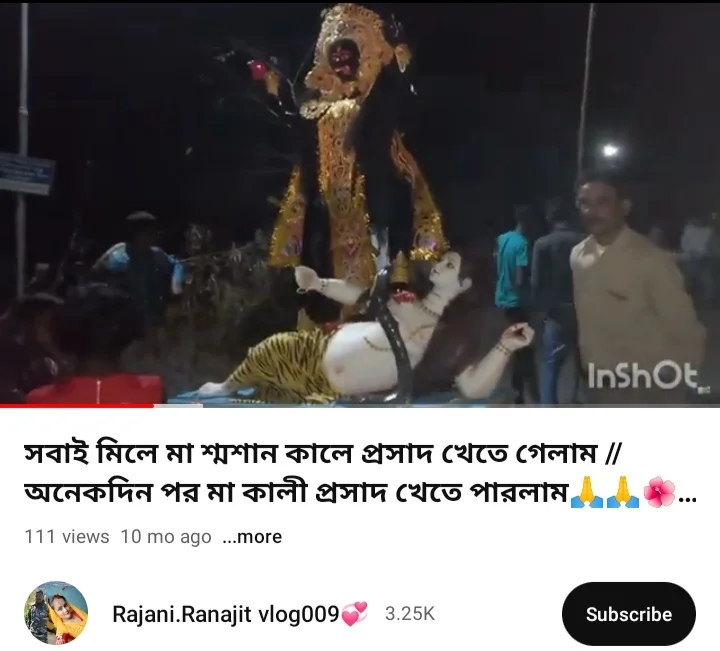 InShOt
সবাই মিলে মা শ্মশান কালে প্রসাদ খেতে গেলাম //
অনেকদিন পর মা কালী প্রসাদ খেতে পারলাম🙏🙏🌺...
111 views 10 mo ago ...more
Rajani.Ranajit vlog009💞 3.25K
Subscribe